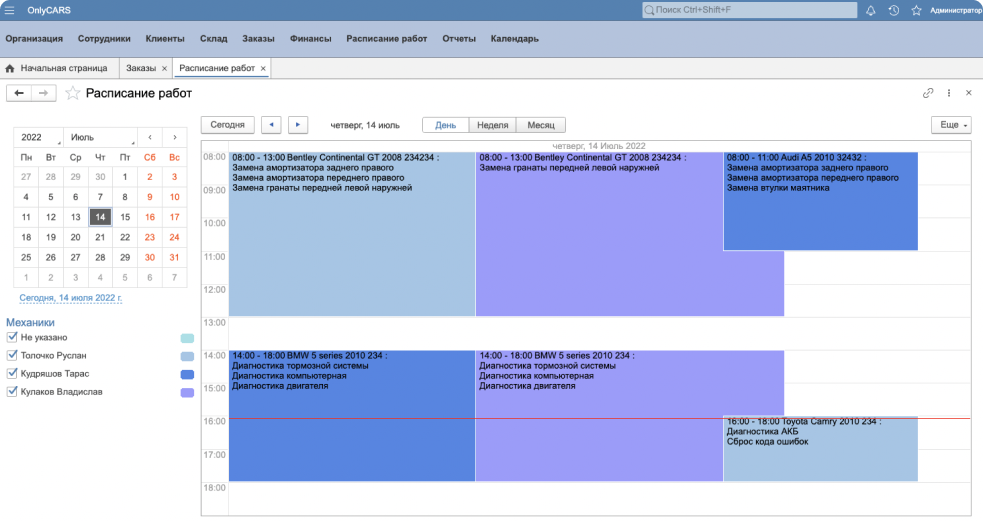 OnlyCARS
Поиск Ctrl+Shift+F
Администратор
Организация Сотрудники Клиенты Склад Заказы Финансы Расписание работ Отчеты Календарь
Начальная страница Заказы × Расписание работ ×
Расписание работ
Сегодня четверг, 14 июль День Неделя Месяц Еще
2022 Июль
Пн Вт Ср Чт Пт Сб Вс
27 28 29 30 1 2 3
4 5 6 7 8 9 10
11 12 13 14 15 16 17
18 19 20 21 22 23 24
25 26 27 28 29 30 31
1 2 3 4 5 6 7
Сегодня, 14 июля 2022 г.
Механики
Не указано
Толочко Руслан
Кудряшов Тарас
Кулаков Владислав
четверг, 14 Июль 2022
08:00
09:00
10:00
11:00
12:00
13:00
14:00
15:00
16:00
17:00
18:00
08:00 - 13:00 Bentley Continental GT 2008 234234 :
Замена амортизатора заднего правого
Замена амортизатора переднего правого
Замена гранаты передней левой наружней
08:00 - 13:00 Bentley Continental GT 2008 234234 :
Замена гранаты передней левой наружней
08:00 - 11:00 Audi A5 2010 32432 :
Замена амортизатора заднего правого
Замена амортизатора переднего правого
Замена втулки маятника
14:00 - 18:00 BMW 5 series 2010 234 :
Диагностика тормозной системы
Диагностика компьютерная
Диагностика двигателя
14:00 - 18:00 BMW 5 series 2010 234 :
Диагностика тормозной системы
Диагностика компьютерная
Диагностика двигателя
16:00 - 18:00 Toyota Camry 2010 234 :
Диагностика АКБ
Сброс кода ошибок